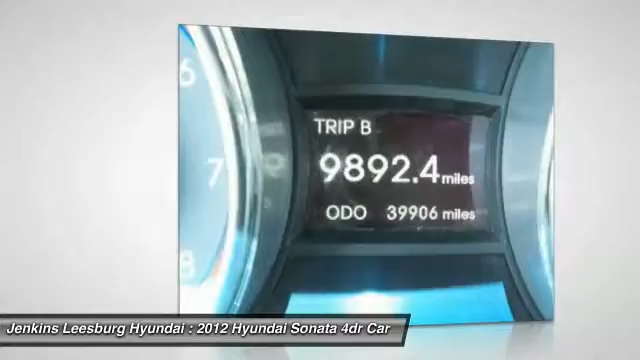 6
TRIP B
9892.4 miles
7
ODO 39906 miles
8
Jenkins Leesburg Hyundai : 2012 Hyundai Sonata 4dr Car